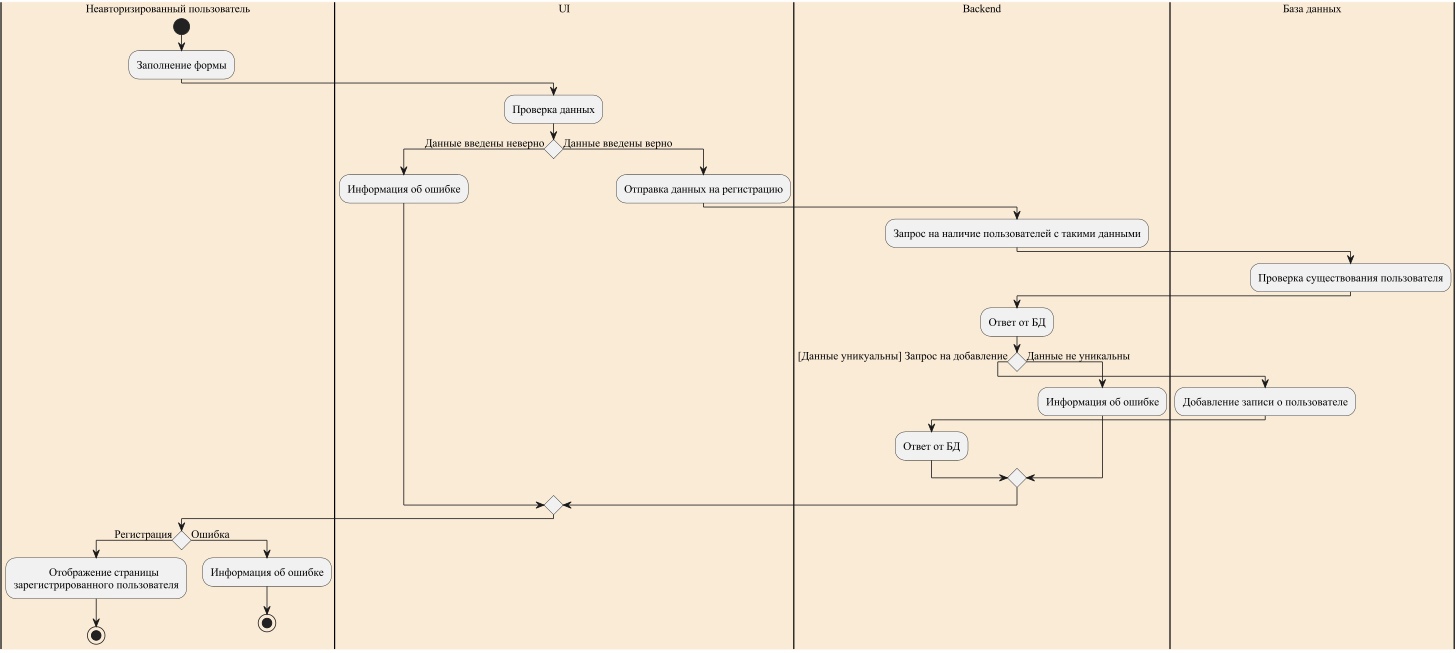 Неавторизированный пользователь
UI
Backend
База данных
Заполнение формы
Проверка данных
Данные введены неверно
Данные введены верно
Информация об ошибке
Отправка данных на регистрацию
Запрос на наличие пользователей с такими данными
Проверка существования пользователя
Ответ от БД
[Данные уникуальны] Запрос на добавление
Данные не уникальны
Информация об ошибке
Добавление записи о пользователе
Ответ от БД
Регистрация
Ошибка
Отображение страницы
зарегистрированного пользователя
Информация об ошибке